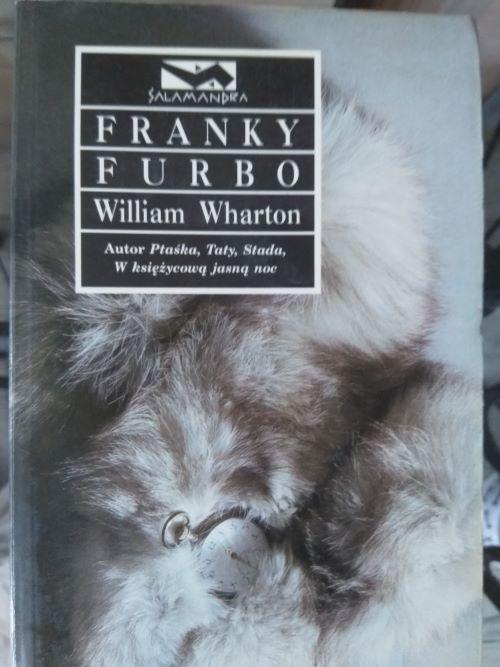 SALAMANDRA
FRANKY
FURBO
William Wharton
Autor Ptaśka, Taty, Stada,
W księżycową jasną noc